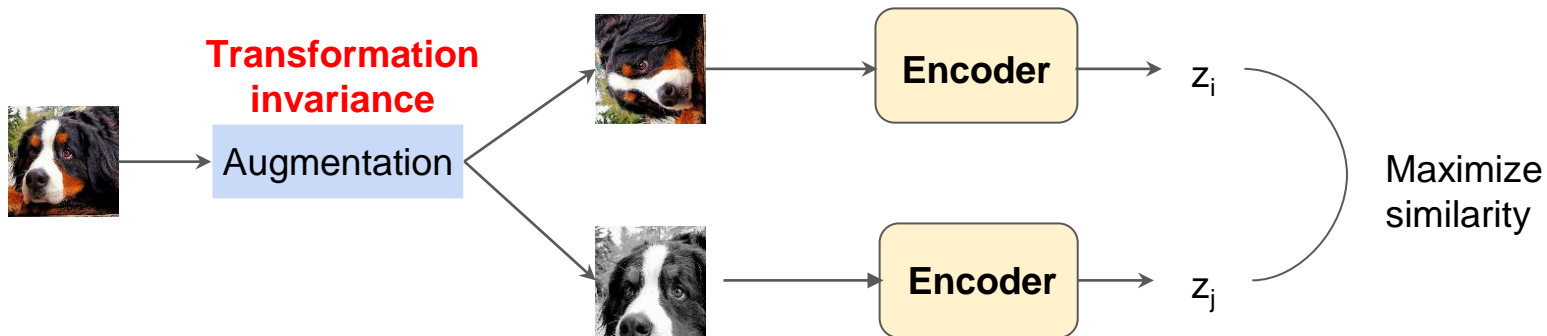 Transformation
invariance
Augmentation
Encoder
z_i
Encoder
z_j
Maximize
similarity